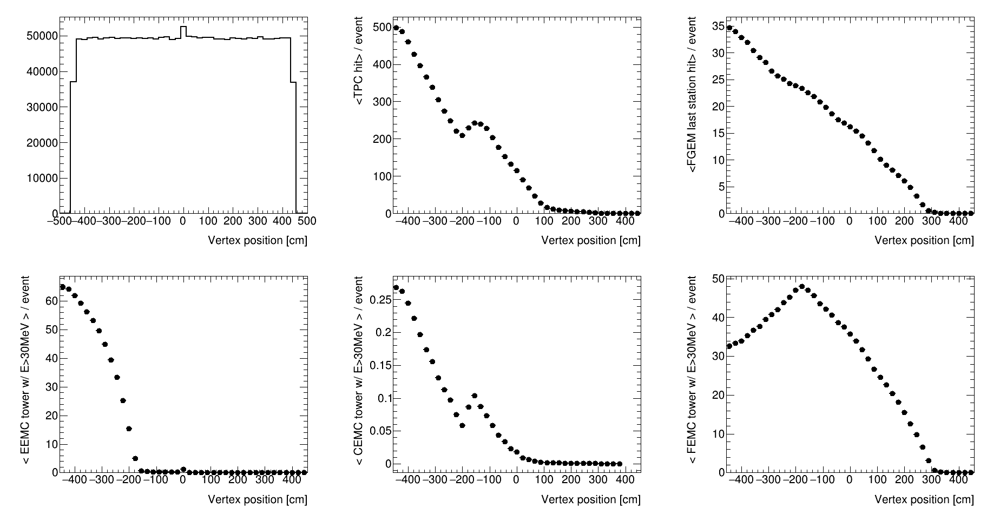 50000
40000
30000
20000
10000
0
−500−400−300−200−100 0 100 200 300 400 500
Vertex position [cm]
<TPC hit> / event
500
400
300
200
100
0
−400−300−200−100 0 100 200 300 400
Vertex position [cm]
<FGEM last station hit> / event
35
30
25
20
15
10
5
0
−400−300−200−100 0 100 200 300 400
Vertex position [cm]
< EEMC tower w/ E>30MeV > / event
60
50
40
30
20
10
0
−400−300−200−100 0 100 200 300 400
Vertex position [cm]
< CEMC tower w/ E>30MeV > / event
0.25
0.2
0.15
0.1
0.05
0
−400−300−200−100 0 100 200 300 400
Vertex position [cm]
< FEMC tower w/ E>30MeV > / event
50
40
30
20
10
0
−400−300−200−100 0 100 200 300 400
Vertex position [cm]